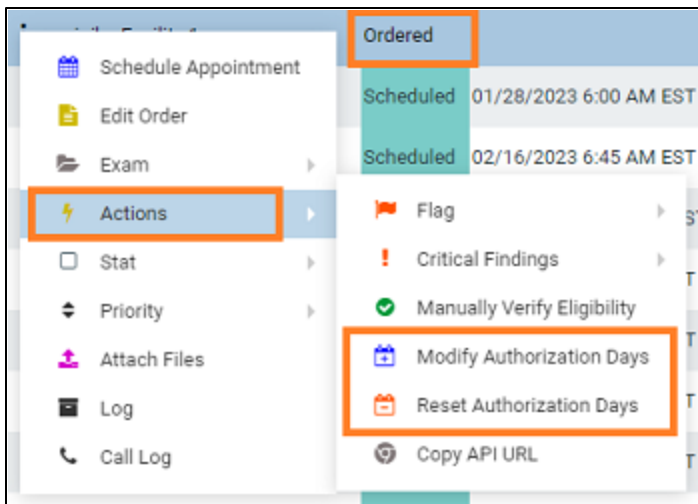 Ordered
Schedule Appointment
Edit Order
Scheduled 01/28/2023 6:00 AM EST
Exam
Scheduled 02/16/2023 6:45 AM EST
Actions
Flag
Stat
Critical Findings
Priority
Manually Verify Eligibility
Attach Files
Modify Authorization Days
Log
Reset Authorization Days
Call Log
Copy API URL